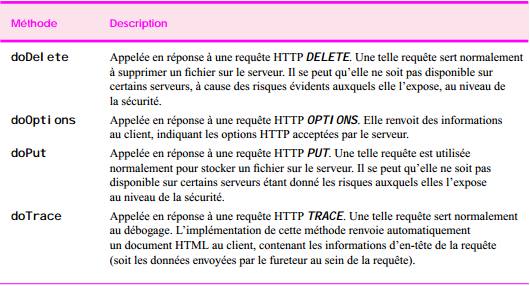 Méthode Description
doDelete Appelée en réponse à une requête HTTP DELETE. Une telle requête sert normalement
à supprimer un fichier sur le serveur. Il se peut qu'elle ne soit pas disponible sur
certains serveurs, à cause des risques évidents auxquels elle l'expose, au niveau de
la sécurité.
doOptions Appelée en réponse à une requête HTTP OPTIONS. Elle renvoit des informations
au client, indiquant les options HTTP acceptées par le serveur.
doPut Appelée en réponse à une requête HTTP PUT. Une telle requête est utilisée
normalement pour stocker un fichier sur le serveur. Il se peut qu'elle ne soit pas
disponible sur certains serveurs étant donné les risques auxquels elles l'expose
au niveau de la sécurité.
doTrace Appelée en réponse à une requête HTTP TRACE. Une telle requête sert normalement
au débogage. L'implémentation de cette méthode renvoie automatiquement
un document HTML au client, contenant les informations d'en-tête de la requête
(soit les données envoyées par le fureteur au sein de la requête).